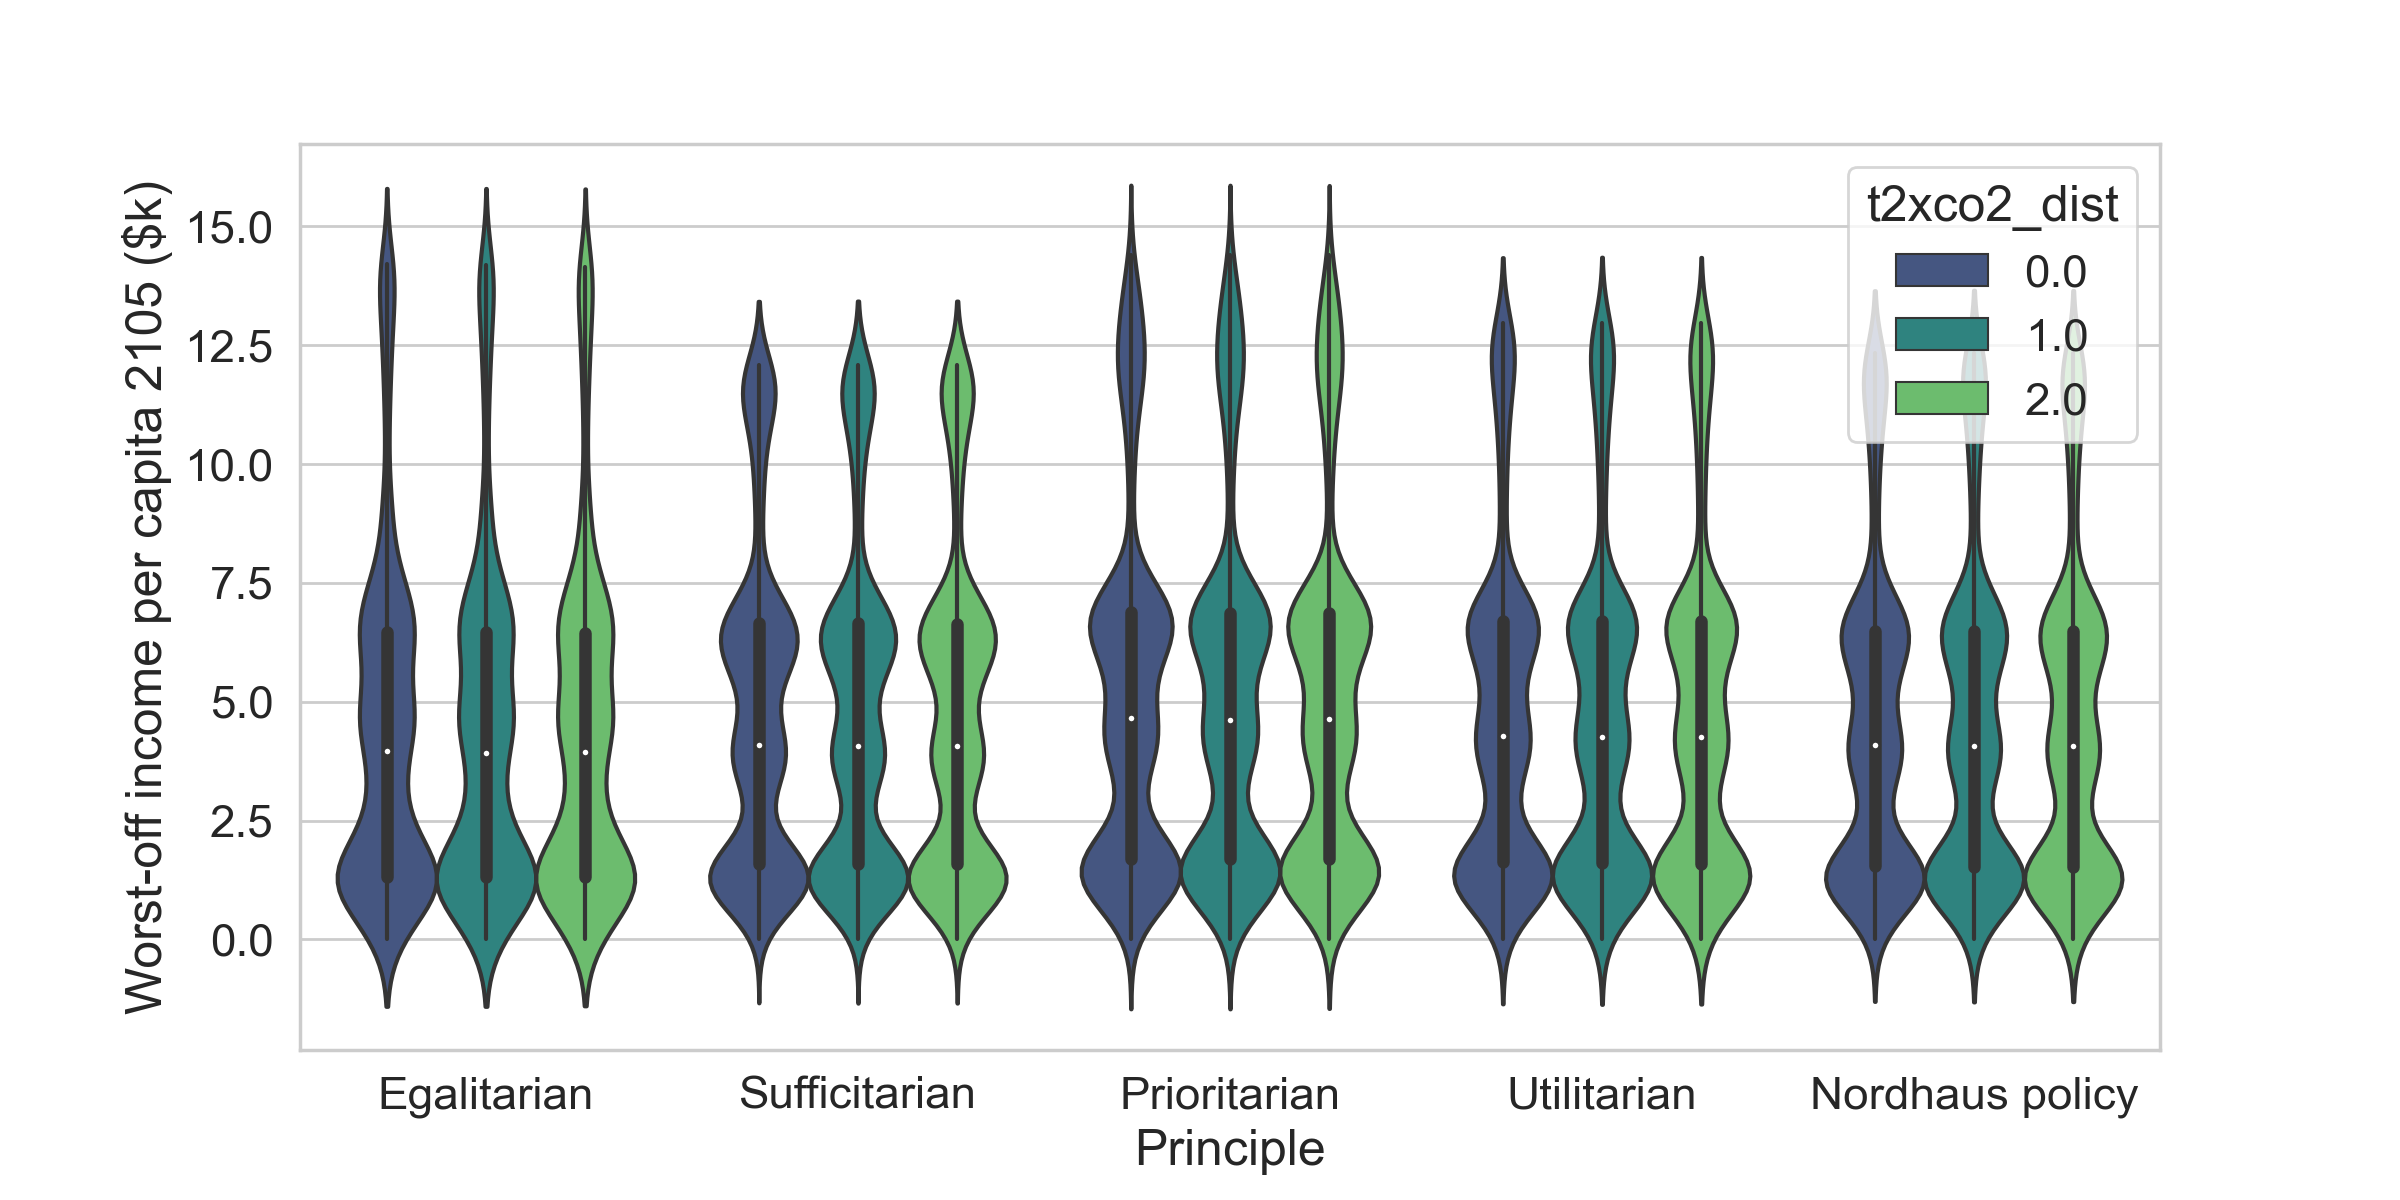 Worst-off income per capita 2105 ($k)
15.0
12.5
10.0
7.5
5.0
2.5
0.0
t2xco2_dist
0.0
1.0
2.0
Egalitarian
Sufficitarian
Prioritarian
Utilitarian
Nordhaus policy
Principle